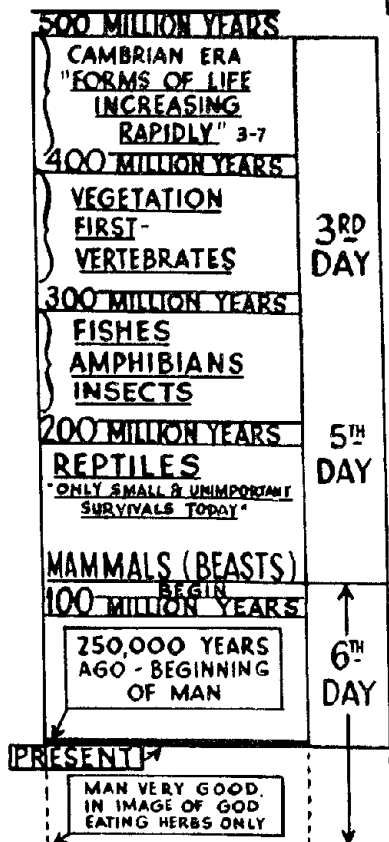 500 MILLION YEARS
CAMBRIAN ERA
"FORMS OF LIFE
INCREASING
RAPIDLY" 3-7
400 MILLION YEARS
VEGETATION
FIRST-
VERTEBRATES
3RD
DAY
300 MILLION YEARS
FISHES
AMPHIBIANS
INSECTS
200 MILLION YEARS
5TH
DAY
REPTILES
"ONLY SMALL & UNIMPORTANT
SURVIVALS TODAY"
MAMMALS (BEASTS)
BEGIN
100 MILLION YEARS
6TH
DAY
250,000 YEARS
AGO - BEGINNING
OF MAN
PRESENT
MAN VERY GOOD.
IN IMAGE OF GOD
EATING HERBS ONLY